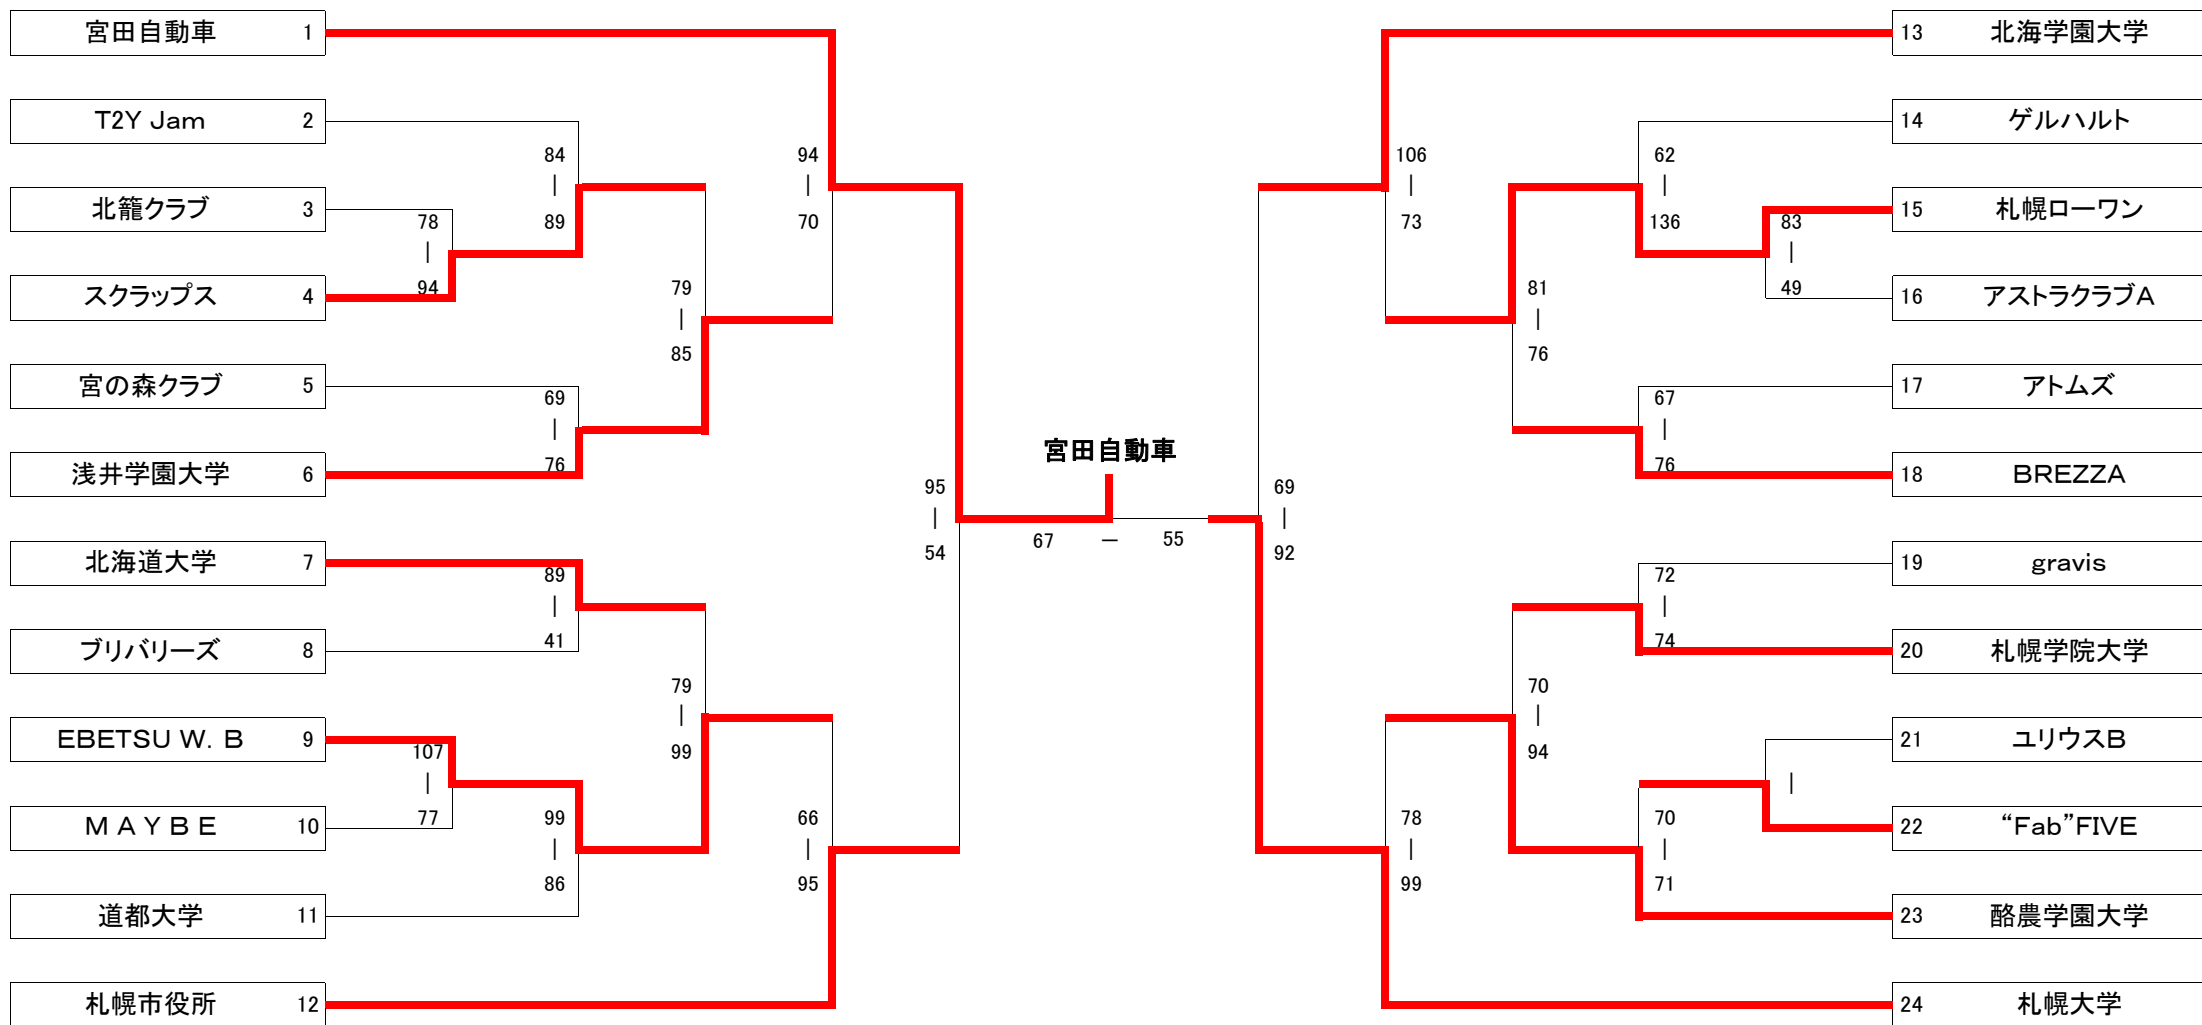 宮田自動車 1
13 北海学園大学
T2Y Jam 2
14 ゲルハルト
84
|
89
94
|
70
106
|
73
62
|
136
北籠クラブ 3
15 札幌ローワン
78
|
94
83
|
49
スクラップス 4
16 アストラクラブA
79
|
85
81
|
76
宮の森クラブ 5
17 アトムズ
69
|
76
67
|
76
浅井学園大学 6
18 BREZZA
宮田自動車
95
|
54
67 － 55
69
|
92
北海道大学 7
19 gravis
89
|
41
72
|
74
ブリバリーズ 8
20 札幌学院大学
79
|
99
70
|
94
EBETSU W. B 9
21 ユリウスB
107
|
77
|
MAYBE 10
22 “Fab”FIVE
99
|
86
66
|
95
78
|
99
70
|
71
道都大学 11
23 酪農学園大学
札幌市役所 12
24 札幌大学